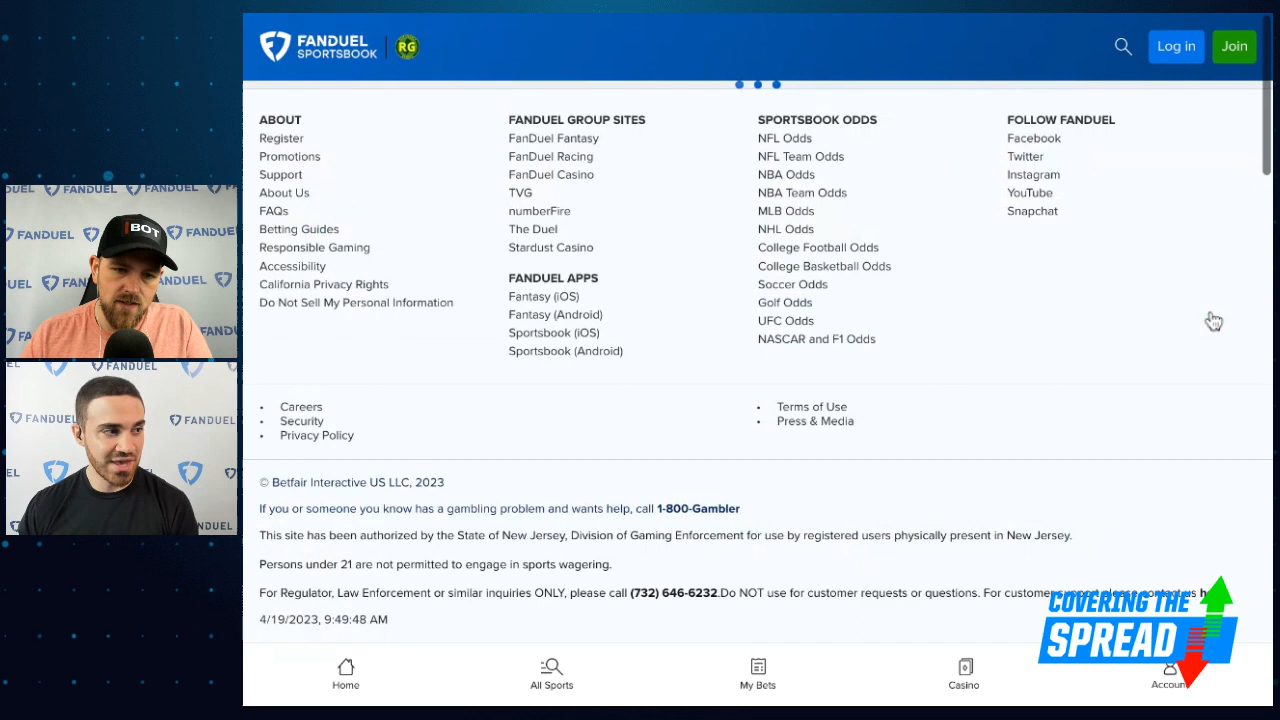 FANDUEL
SPORTSBOOK
RG
Log in
Join
ABOUT
Register
Promotions
Support
About Us
FAQs
Betting Guides
Responsible Gaming
Accessibility
California Privacy Rights
Do Not Sell My Personal Information
FANDUEL GROUP SITES
FanDuel Fantasy
FanDuel Racing
FanDuel Casino
TVG
numberFire
The Duel
Stardust Casino
FANDUEL APPS
Fantasy (iOS)
Fantasy (Android)
Sportsbook (iOS)
Sportsbook (Android)
SPORTSBOOK ODDS
NFL Odds
NFL Team Odds
NBA Odds
NBA Team Odds
MLB Odds
NHL Odds
College Football Odds
College Basketball Odds
Soccer Odds
Golf Odds
UFC Odds
NASCAR and F1 Odds
FOLLOW FANDUEL
Facebook
Twitter
Instagram
YouTube
Snapchat
• Careers
• Security
• Privacy Policy
• Terms of Use
• Press & Media
© Betfair Interactive US LLC, 2023
If you or someone you know has a gambling problem and wants help, call 1-800-Gambler
This site has been authorized by the State of New Jersey, Division of Gaming Enforcement for use by registered users physically present in New Jersey.
Persons under 21 are not permitted to engage in sports wagering.
For Regulator, Law Enforcement or similar inquiries ONLY, please call (732) 646-6232.Do NOT use for customer requests or questions. For customer support please contact us
4/19/2023, 9:49:48 AM
Home
All Sports
My Bets
Casino
Account
COVERING THE
SPREAD
FANDUEL
BOT
FANDUEL
FANDUEL